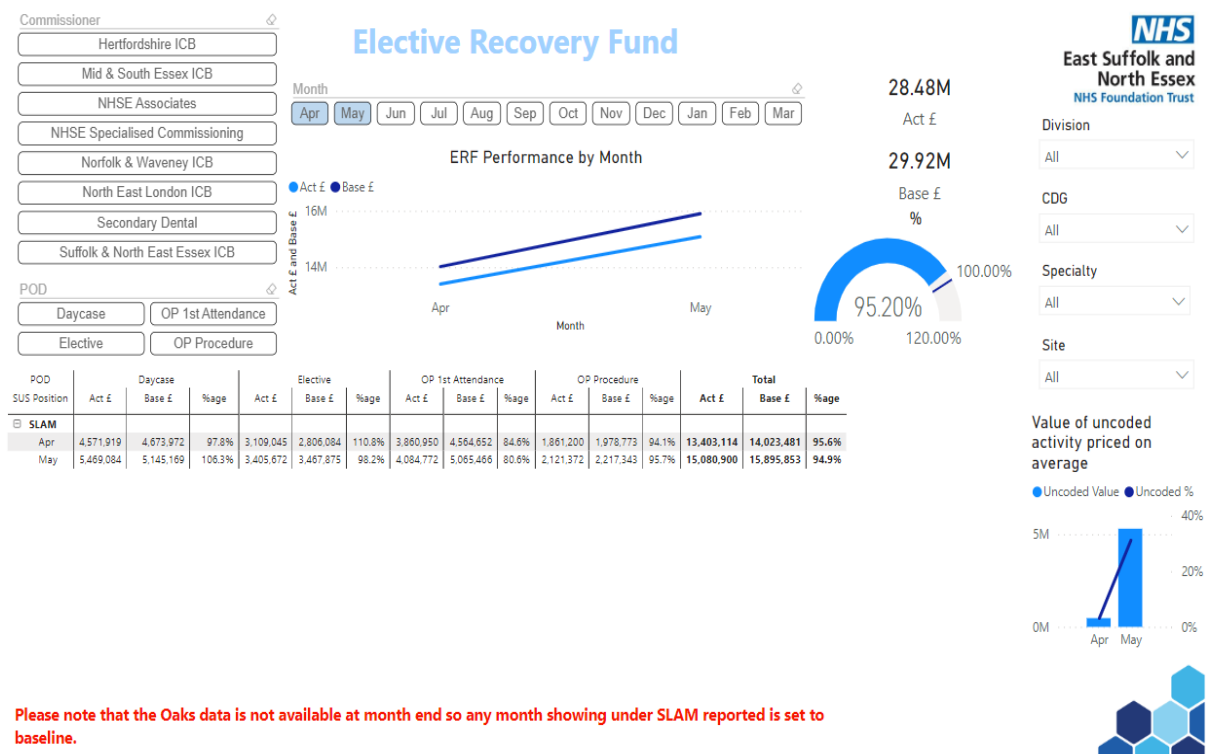 Commissioner
Hertfordshire ICB
Mid & South Essex ICB
NHSE Associates
NHSE Specialised Commissioning
Norfolk & Waveney ICB
North East London ICB
Secondary Dental
Suffolk & North East Essex ICB
POD
Daycase OP 1st Attendance
Elective OP Procedure
Elective Recovery Fund
Month
Apr May Jun Jul Aug Sep Oct Nov Dec Jan Feb Mar
ERF Performance by Month
Act £ Base £
Act £ and Base £
16M
14M
Apr May
Month
28.48M
Act £
29.92M
Base £
%
100.00%
95.20%
0.00% 120.00%
NHS
East Suffolk and
North Essex
NHS Foundation Trust
Division
All
CDG
All
Specialty
All
Site
All
POD Daycase Elective OP 1st Attendance OP Procedure Total
SUS Position Act £ Base £ %age Act £ Base £ %age Act £ Base £ %age Act £ Base £ %age Act £ Base £ %age
SLAM
Apr 4,571,919 4,673,972 97.8% 3,109,045 2,806,084 110.8% 3,860,950 4,564,652 84.6% 1,861,200 1,978,773 94.1% 13,403,114 14,023,481 95.6%
May 5,469,084 5,145,169 106.3% 3,405,672 3,467,875 98.2% 4,084,772 5,065,466 80.6% 2,121,372 2,217,343 95.7% 15,080,900 15,895,853 94.9%
Value of uncoded
activity priced on
average
Uncoded Value Uncoded %
40%
5M
20%
0M 0%
Apr May
Please note that the Oaks data is not available at month end so any month showing under SLAM reported is set to
baseline.